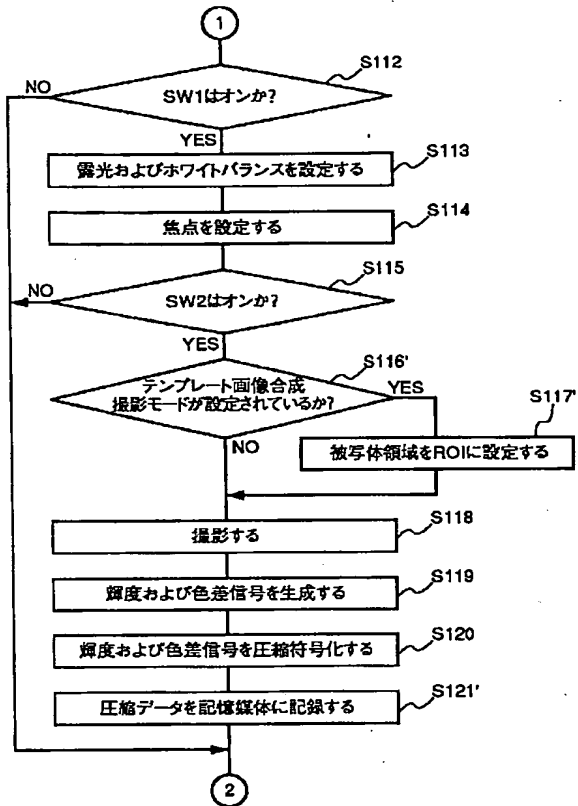 1
S112
NO
SW1はオンか?
YES
S113
露光およびホワイトバランスを設定する
S114
焦点を設定する
S115
NO
SW2はオンか?
YES
S116'
テンプレート画像合成
撮影モードが設定されているか?
YES
S117'
NO
被写体領域をROIに設定する
S118
撮影する
S119
輝度および色差信号を生成する
S120
輝度および色差信号を圧縮符号化する
S121'
圧縮データを記憶媒体に記録する
2